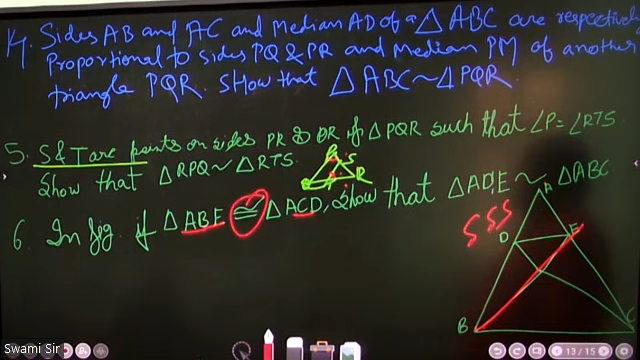 14. Sides AB and AC and Median AD of a △ ABC are respectively
Proportional to sides PQ & PR and Median PM of another
triangle PQR. Show that △ ABC ~ △ PQR.
5. S & T are points on sides PR & QR of △ PQR such that ∠P = ∠RTS.
Show that △ RPQ ~ △ RTS.
S
R
6. In fig. if △ ABE ≅ △ ACD, Show that △ ADE ~ △ ABC.
SSS
A
D
E
B
C
Swami Sir
13 / 15